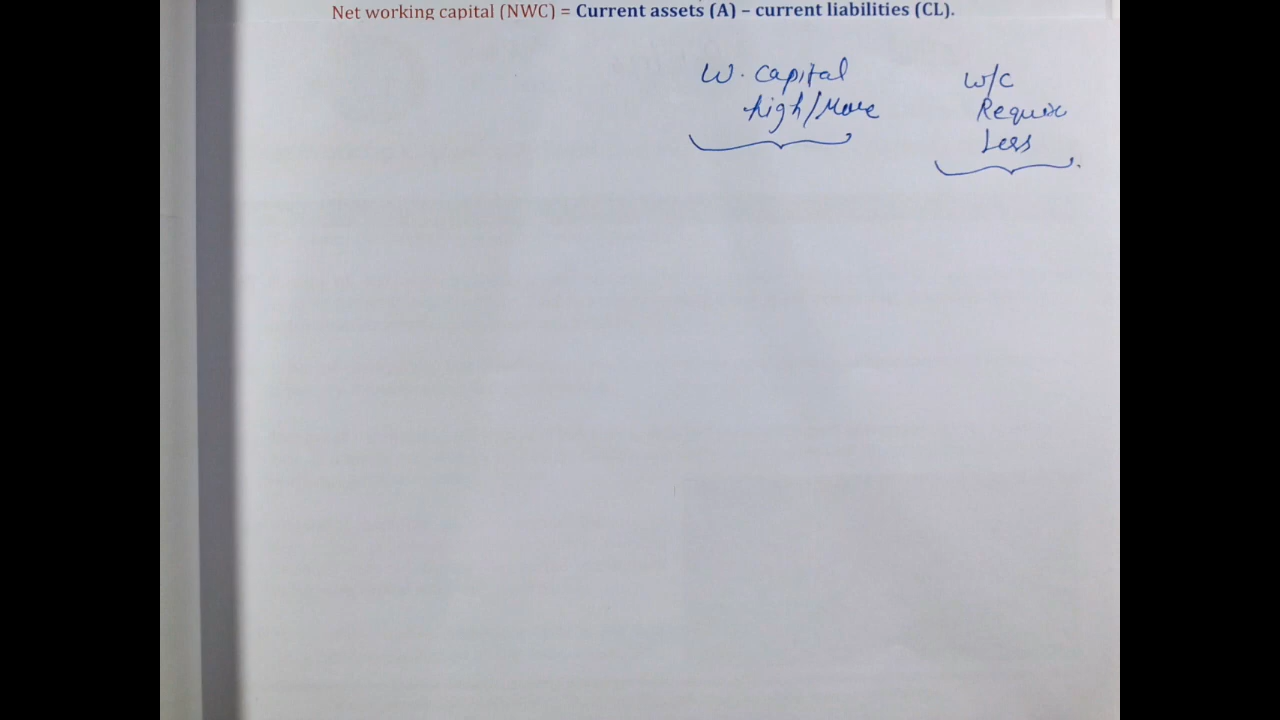 Net working capital (NWC) = Current assets (A) – current liabilities (CL).
W. Capital
high/More
W/C
Require
Less